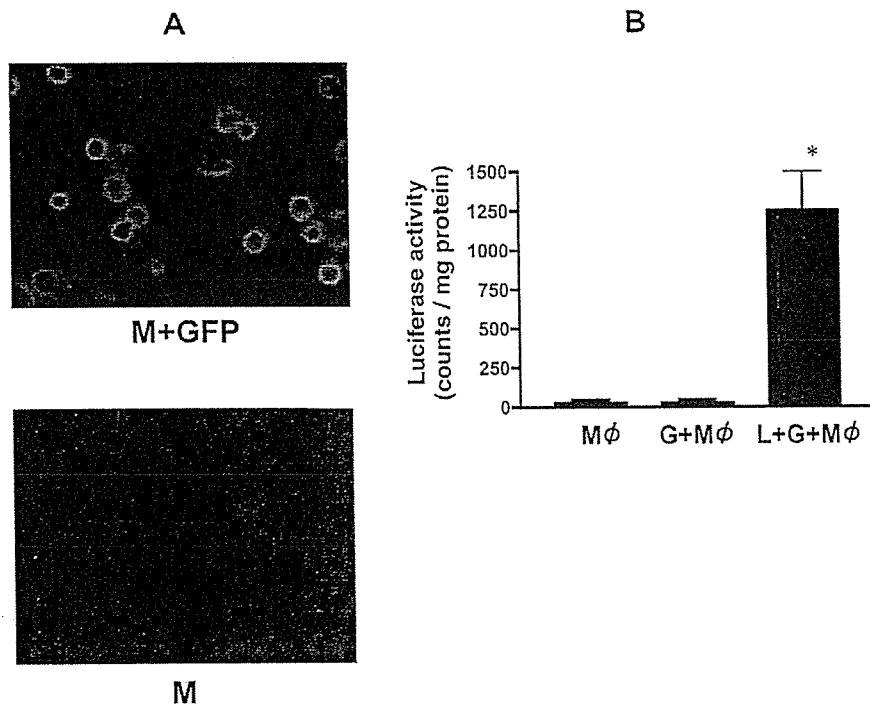 A
M+GFP
M
B
Luciferase activity
(counts / mg protein)
*
1500
1250
1000
750
500
250
0
Mϕ
G+Mϕ
L+G+Mϕ